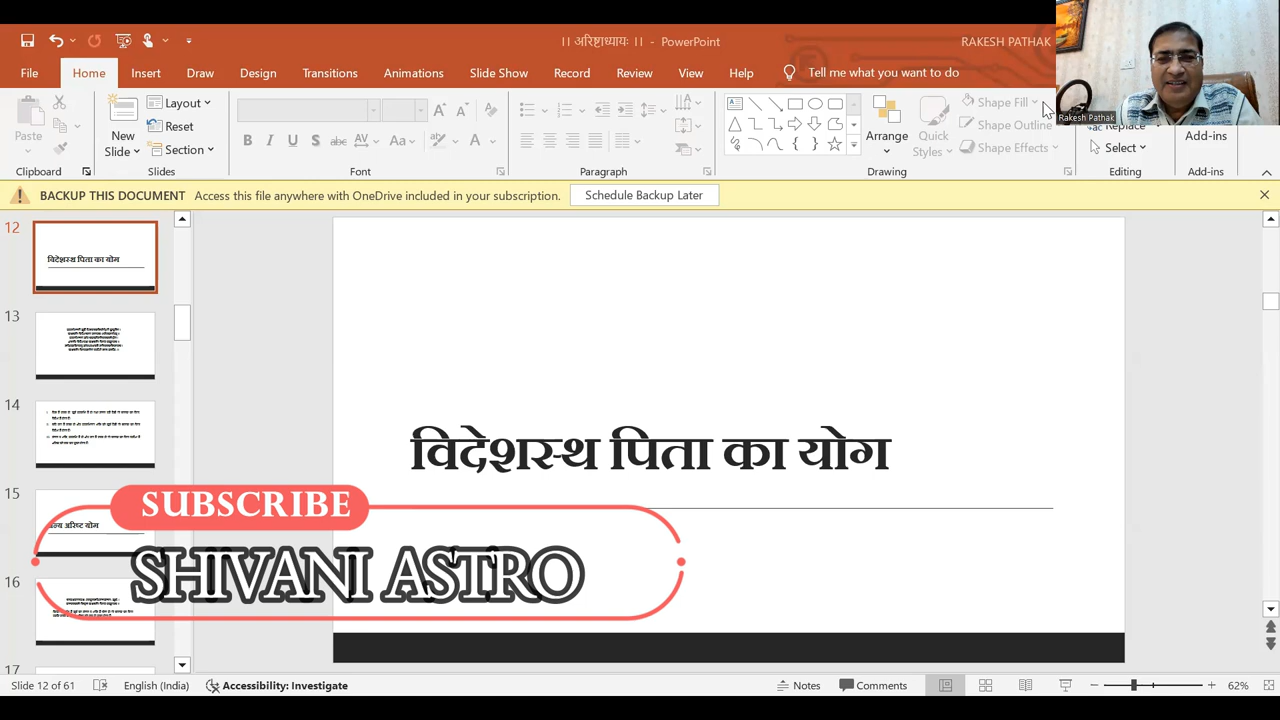 ।। अरिष्टाध्यायः ।। - PowerPoint
RAKESH PATHAK
File Home Insert Draw Design Transitions Animations Slide Show Record Review View Help Tell me what you want to do
Paste
New Slide
Layout
Reset
Section
B I U S abc AV Aa A
Arrange
Quick Styles
Shape Fill
Shape Outline
Shape Effects
Replace
Select
Add-ins
Rakesh Pathak
Clipboard Slides Font Paragraph Drawing Editing Add-ins
BACKUP THIS DOCUMENT Access this file anywhere with OneDrive included in your subscription. Schedule Backup Later
12
विदेशस्थ पिता का योग
13
14
15
अरिष्ट योग
16
17
विदेशस्थ पिता का योग
SUBSCRIBE
SHIVANI ASTRO
Slide 12 of 61 English (India) Accessibility: Investigate Notes Comments 62%